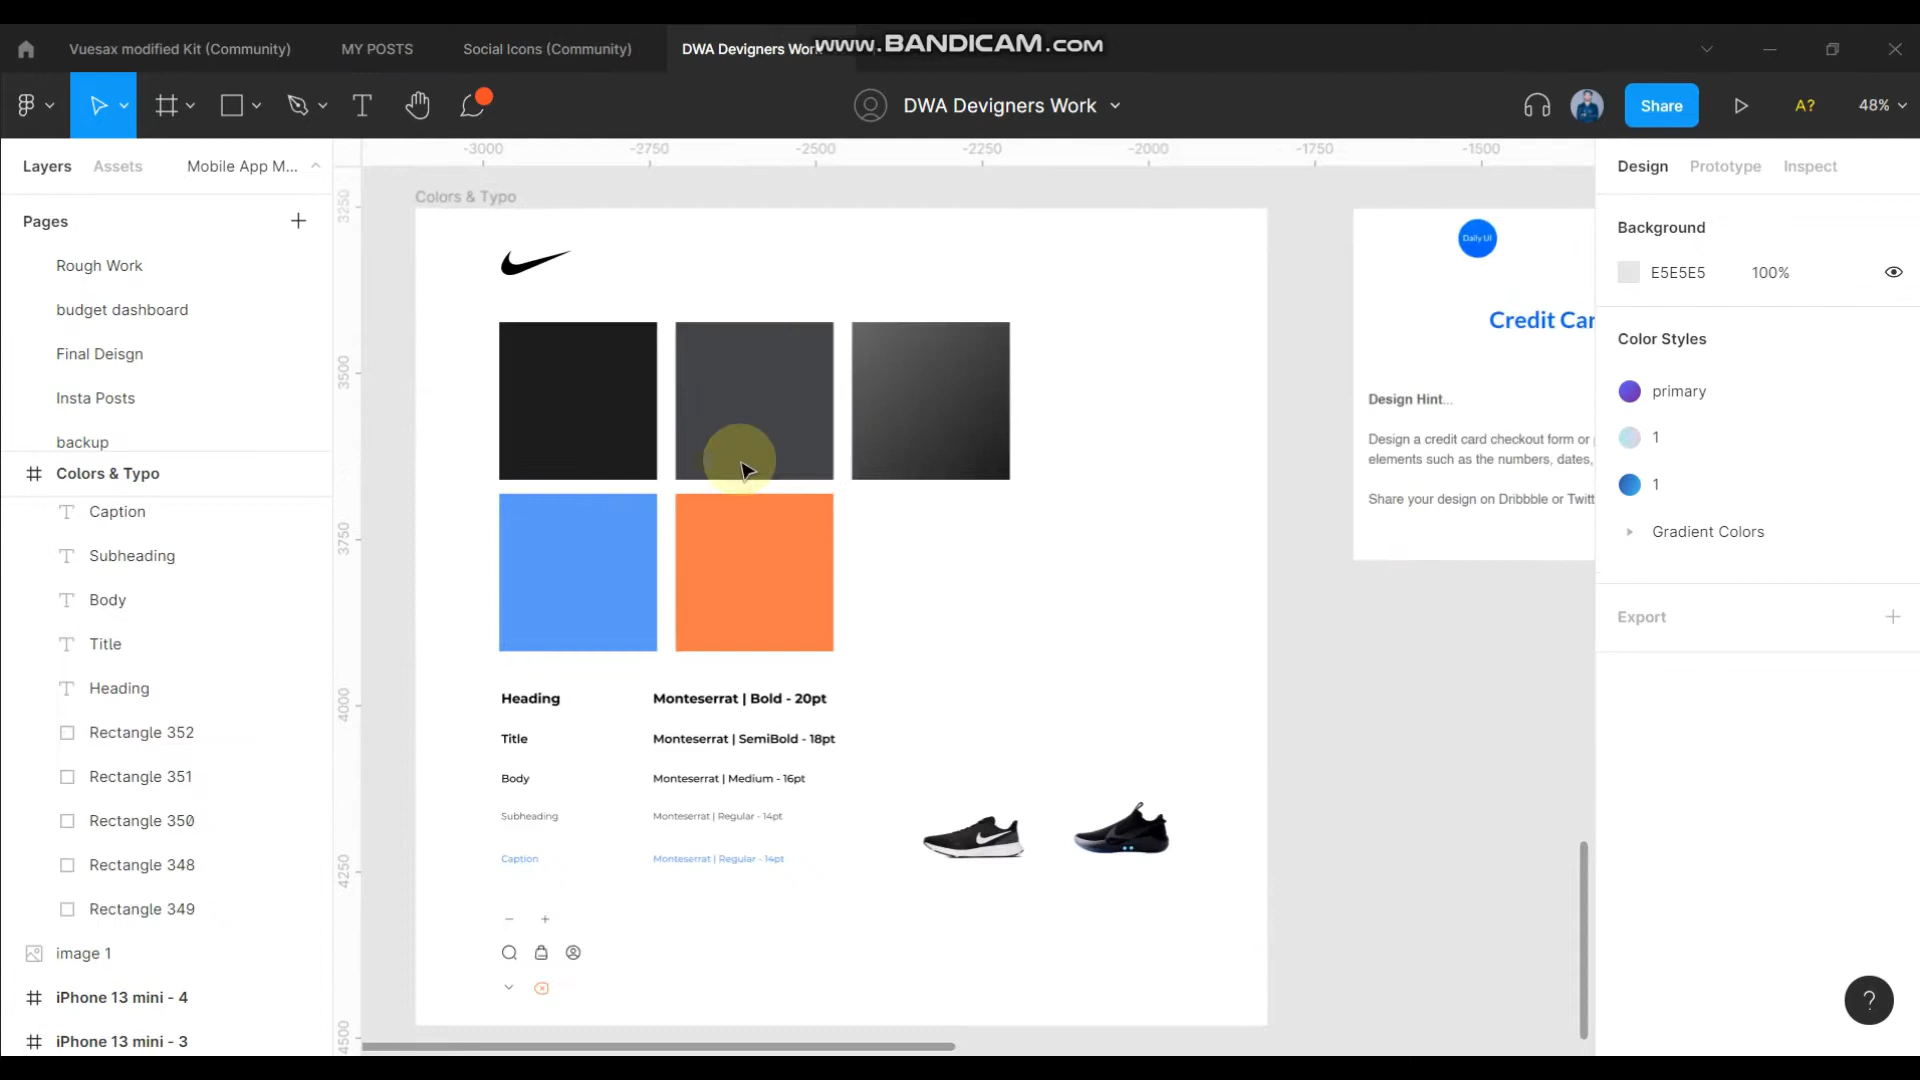 Vuesax modified Kit (Community)
MY POSTS
Social Icons (Community)
DWA Devigners Wor...
www.BANDICAM.com
DWA Devigners Work
Share
A?
48%
Layers
Assets
Mobile App M...
Pages
Rough Work
budget dashboard
Final Deisgn
Insta Posts
backup
Colors & Typo
Caption
Subheading
Body
Title
Heading
Rectangle 352
Rectangle 351
Rectangle 350
Rectangle 348
Rectangle 349
image 1
iPhone 13 mini - 4
iPhone 13 mini - 3
-3000
-2750
-2500
-2250
-2000
-1750
-1500
3250
3500
3750
4000
4250
4500
Colors & Typo
Heading
Monteserrat | Bold - 20pt
Title
Monteserrat | SemiBold - 18pt
Body
Monteserrat | Medium - 16pt
Subheading
Monteserrat | Regular - 14pt
Caption
Monteserrat | Regular - 14pt
Daily UI
Credit Car
Design Hint...
Design a credit card checkout form or
elements such as the numbers, dates,
Share your design on Dribbble or Twitt
Design
Prototype
Inspect
Background
E5E5E5
100%
Color Styles
primary
1
1
Gradient Colors
Export
?